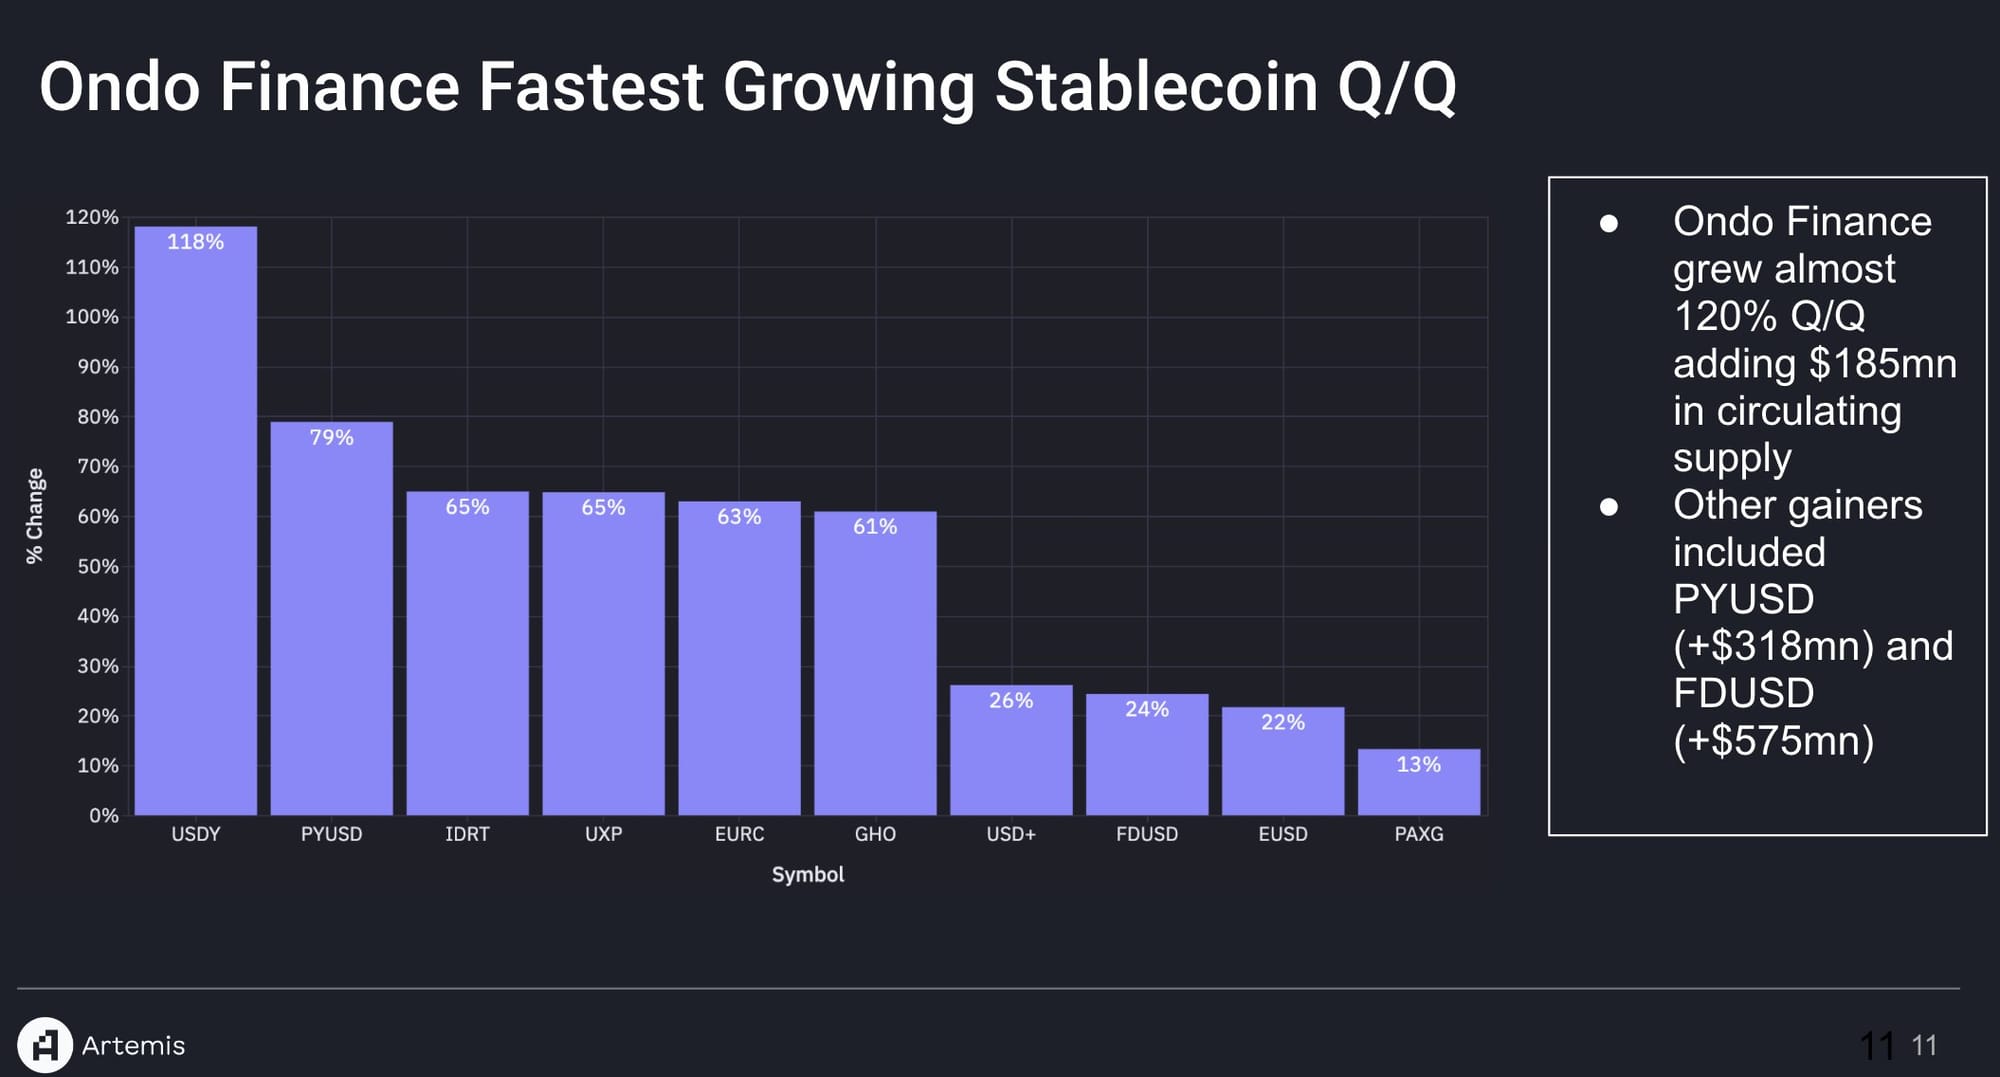 Ondo Finance Fastest Growing Stablecoin Q/Q
120%
110%
100%
90%
80%
70%
60%
50%
40%
30%
20%
10%
0%
% Change
118%
79%
65%
65%
63%
61%
26%
24%
22%
13%
USDY
PYUSD
IDRT
UXP
EURC
GHO
USD+
FDUSD
EUSD
PAXG
Symbol
● Ondo Finance
grew almost
120% Q/Q
adding $185mn
in circulating
supply
● Other gainers
included
PYUSD
(+$318mn) and
FDUSD
(+$575mn)
Artemis
11 11